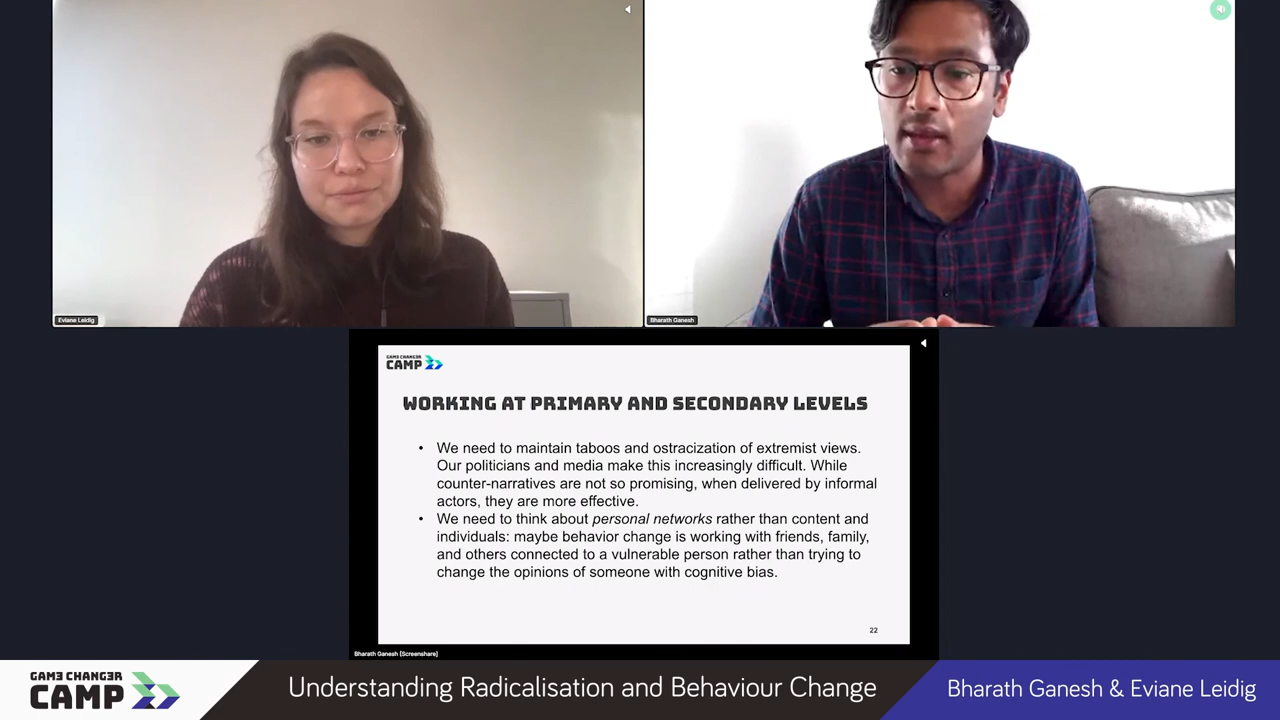 Eviane Leidig
Bharath Ganesh
GAM3 CHANG3R
CAMP
WORKING AT PRIMARY AND SECONDARY LEVELS
• We need to maintain taboos and ostracization of extremist views.
Our politicians and media make this increasingly difficult. While
counter-narratives are not so promising, when delivered by informal
actors, they are more effective.
• We need to think about personal networks rather than content and
individuals: maybe behavior change is working with friends, family,
and others connected to a vulnerable person rather than trying to
change the opinions of someone with cognitive bias.
22
Bharath Ganesh [Screenshare]
GAM3 CHANG3R
CAMP
Understanding Radicalisation and Behaviour Change
Bharath Ganesh & Eviane Leidig